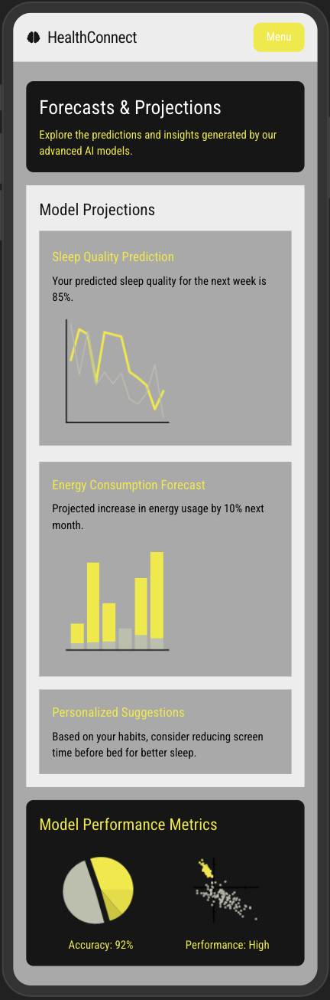 HealthConnect
Menu
Forecasts & Projections
Explore the predictions and insights generated by our
advanced AI models.
Model Projections
Sleep Quality Prediction
Your predicted sleep quality for the next week is
85%.
Energy Consumption Forecast
Projected increase in energy usage by 10% next
month.
Personalized Suggestions
Based on your habits, consider reducing screen
time before bed for better sleep.
Model Performance Metrics
Accuracy: 92%
Performance: High